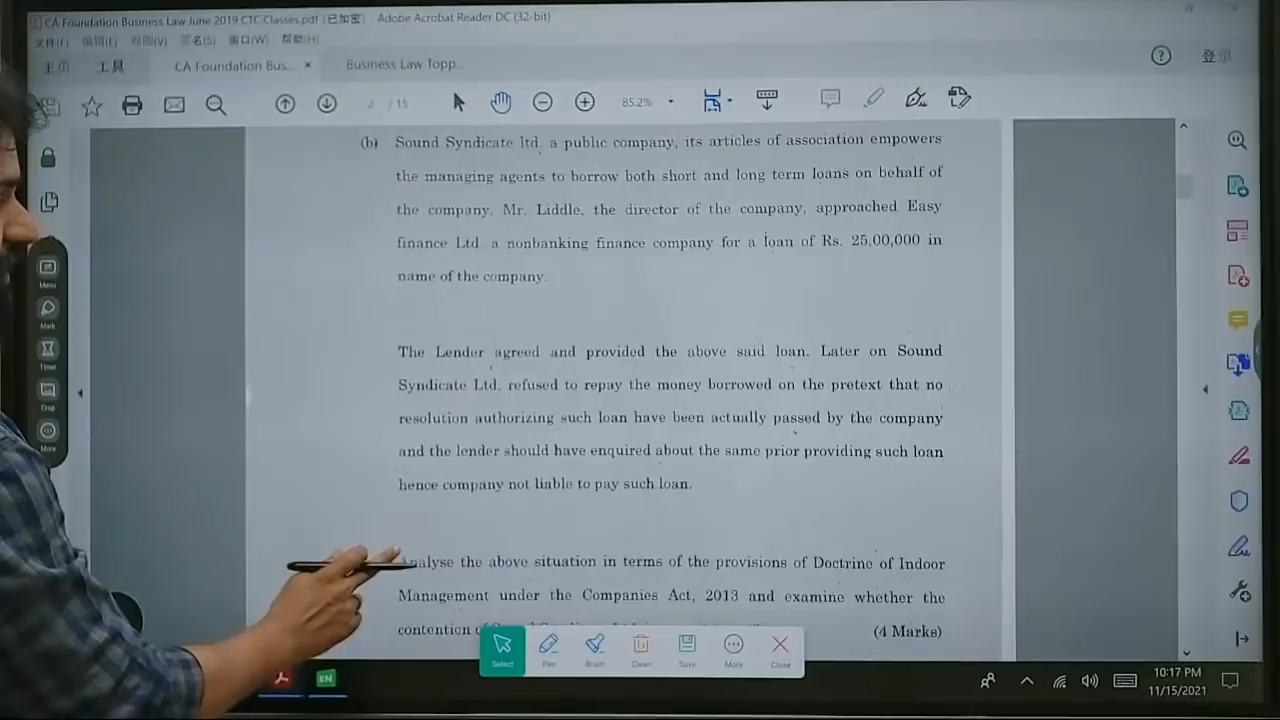 CA Foundation Business Law June 2019 CTC Classes.pdf (已加密) - Adobe Acrobat Reader DC (32-bit)
文件(F) 编辑(E) 视图(V) 签名(S) 窗口(W) 帮助(H)
主页 工具 CA Foundation Bus... × Business Law Topp... 登录
2 / 15 85.2%
(b) Sound Syndicate ltd. a public company, its articles of association empowers
the managing agents to borrow both short and long term loans on behalf of
the company. Mr. Liddle, the director of the company, approached Easy
finance Ltd. a nonbanking finance company for a loan of Rs. 25,00,000 in
name of the company.
The Lender agreed and provided the above said loan. Later on Sound
Syndicate Ltd. refused to repay the money borrowed on the pretext that no
resolution authorizing such loan have been actually passed by the company
and the lender should have enquired about the same prior providing such loan
hence company not liable to pay such loan.
Analyse the above situation in terms of the provisions of Doctrine of Indoor
Management under the Companies Act, 2013 and examine whether the
contention (4 Marks)
Menu
Mark
Timer
Crop
More
Select Pen Brush Clean Save More Close
EN
10:17 PM
11/15/2021